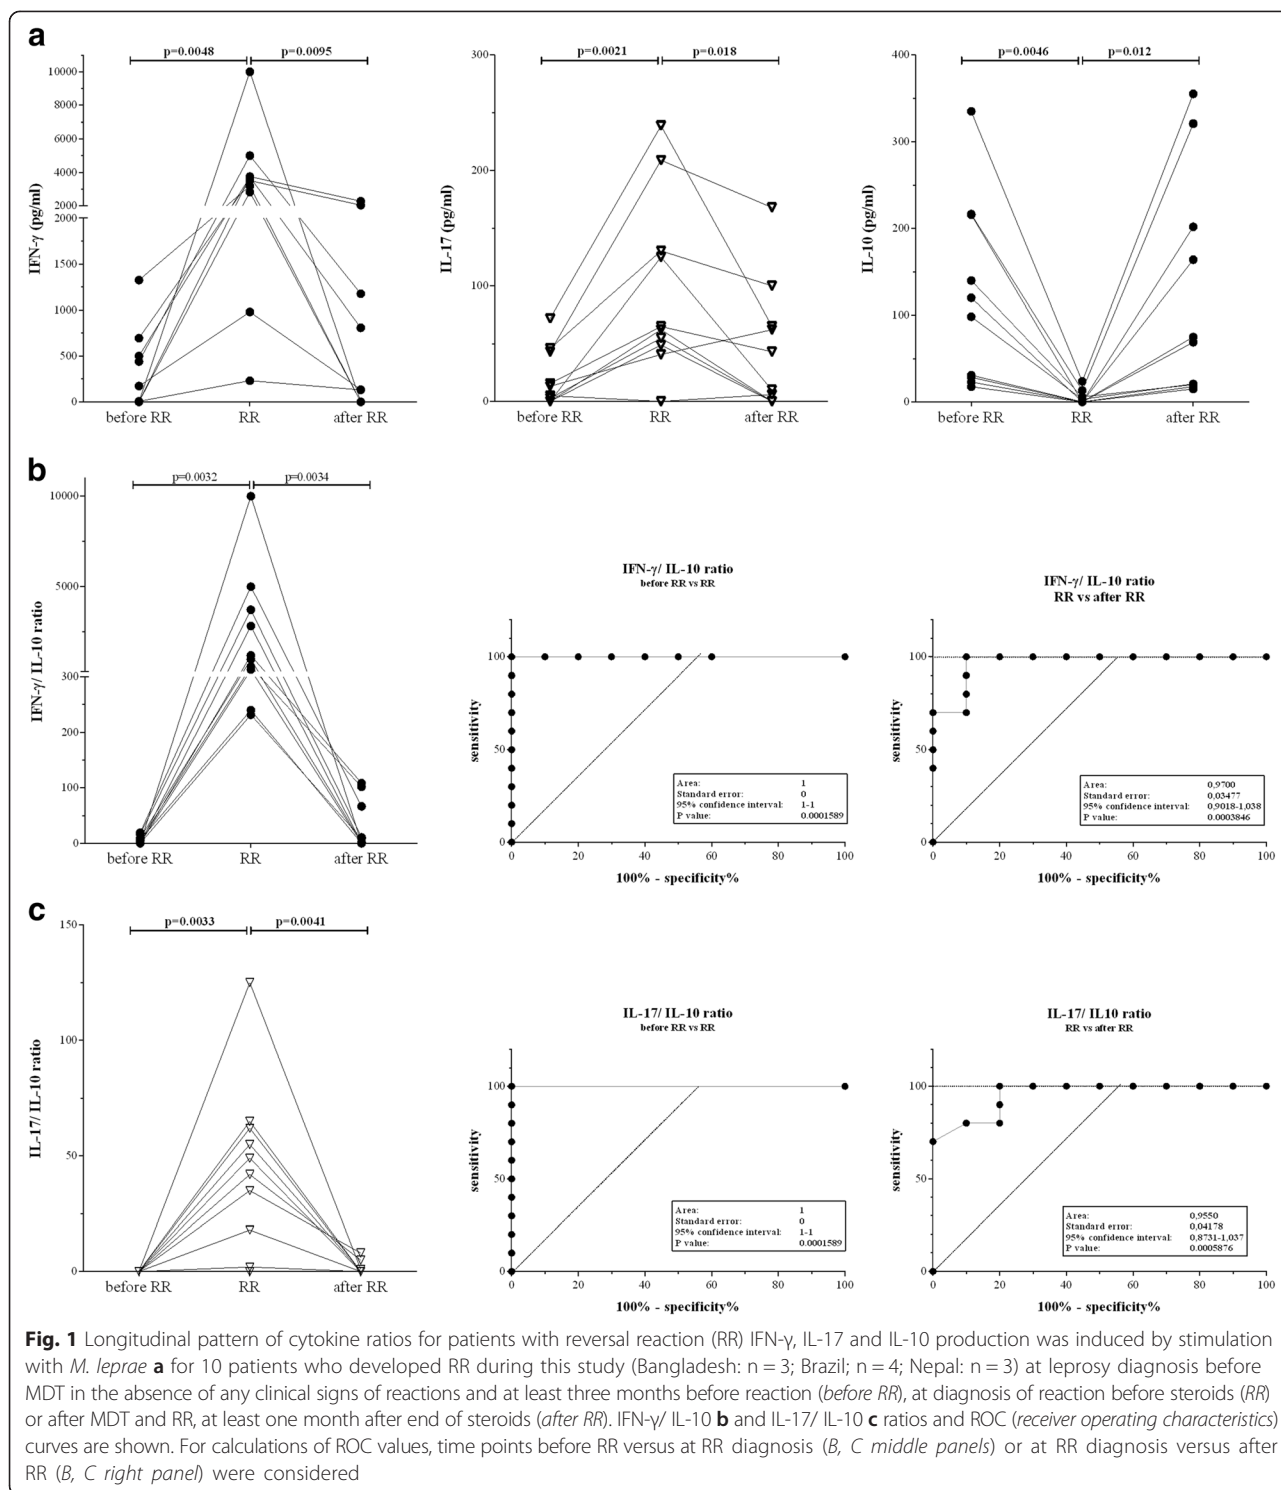 a
p=0.0048
p=0.0095
IFN-γ (pg/ml)
10000
8000
6000
4000
2000
2000
1500
1000
500
0
before RR
RR
after RR
p=0.0021
p=0.018
IL-17 (pg/ml)
300
200
100
0
before RR
RR
after RR
p=0.0046
p=0.012
IL-10 (pg/ml)
400
300
200
100
0
before RR
RR
after RR
b
p=0.0032
p=0.0034
IFN-γ/ IL-10 ratio
10000
5000
300
200
100
0
before RR
RR
after RR
IFN-γ/ IL-10 ratio
before RR vs RR
sensitivity
100
50
0
Area: 1
Standard error: 0
95% confidence interval: 1-1
P value: 0.0001589
0 20 40 60 80 100
100% - specificity%
IFN-γ/ IL-10 ratio
RR vs after RR
sensitivity
100
50
0
Area: 0,9700
Standard error: 0,03477
95% confidence interval: 0,9018-1,038
P value: 0.0003846
0 20 40 60 80 100
100% - specificity%
c
p=0.0033
p=0.0041
IL-17/ IL-10 ratio
150
100
50
0
before RR
RR
after RR
IL-17/ IL-10 ratio
before RR vs RR
sensitivity
100
50
0
Area: 1
Standard error: 0
95% confidence interval: 1-1
P value: 0.0001589
0 20 40 60 80 100
100% - specificity%
IL-17/ IL10 ratio
RR vs after RR
sensitivity
100
50
0
Area: 0,9550
Standard error: 0,04178
95% confidence interval: 0,8731-1,037
P value: 0.0005876
0 20 40 60 80 100
100% - specificity%
Fig. 1 Longitudinal pattern of cytokine ratios for patients with reversal reaction (RR) IFN-γ, IL-17 and IL-10 production was induced by stimulation
with M. leprae a for 10 patients who developed RR during this study (Bangladesh: n = 3; Brazil; n = 4; Nepal: n = 3) at leprosy diagnosis before
MDT in the absence of any clinical signs of reactions and at least three months before reaction (before RR), at diagnosis of reaction before steroids (RR)
or after MDT and RR, at least one month after end of steroids (after RR). IFN-γ/ IL-10 b and IL-17/ IL-10 c ratios and ROC (receiver operating characteristics)
curves are shown. For calculations of ROC values, time points before RR versus at RR diagnosis (B, C middle panels) or at RR diagnosis versus after
RR (B, C right panel) were considered